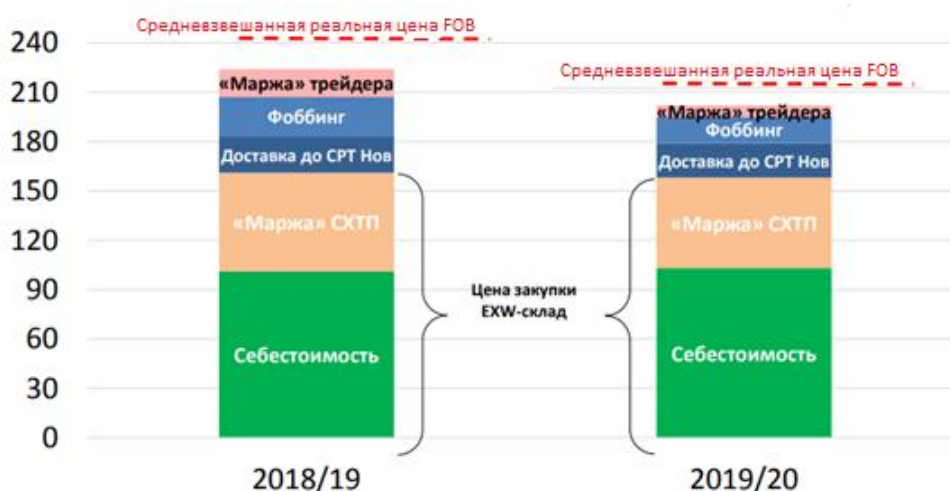 Средневзвешанная реальная цена FOB
240
Средневзвешанная реальная цена FOB
210
«Маржа» трейдера
«Маржа» трейдера
180
Фоббинг
Фоббинг
Доставка до СРТ Нов
Доставка до СРТ Нов
150
120
«Маржа» СХТП
«Маржа» СХТП
90
Цена закупки
EXW-склад
60
Себестоимость
Себестоимость
30
0
2018/19
2019/20